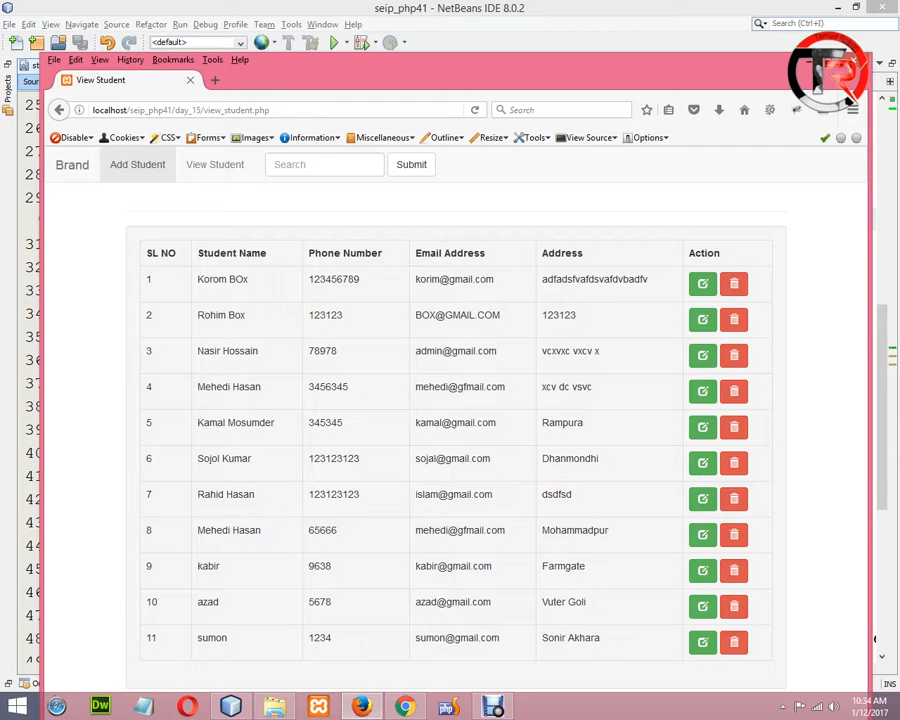 seip_php41 - NetBeans IDE 8.0.2
File Edit View Navigate Source Refactor Run Debug Profile Team Tools Window Help
Search (Ctrl+I)
<default>
File Edit View History Bookmarks Tools Help
View Student
localhost/seip_php41/day_15/view_student.php
Search
Disable Cookies CSS Forms Images Information Miscellaneous Outline Resize Tools View Source Options
Brand Add Student View Student Search Submit
SL NO Student Name Phone Number Email Address Address Action
1 Korom BOx 123456789 korim@gmail.com adfadsfvafdsvafdvbadfv
2 Rohim Box 123123 BOX@GMAIL.COM 123123
3 Nasir Hossain 78978 admin@gmail.com vcxvxc vxcv x
4 Mehedi Hasan 3456345 mehedi@gfmail.com xcv dc vsvc
5 Kamal Mosumder 345345 kamal@gmail.com Rampura
6 Sojol Kumar 123123123 sojal@gmail.com Dhanmondhi
7 Rahid Hasan 123123123 islam@gmail.com dsdfsd
8 Mehedi Hasan 65666 mehedi@gfmail.com Mohammadpur
9 kabir 9638 kabir@gmail.com Farmgate
10 azad 5678 azad@gmail.com Vuter Goli
11 sumon 1234 sumon@gmail.com Sonir Akhara
Projects
INS
Dw
php
10:34 AM
1/12/2017